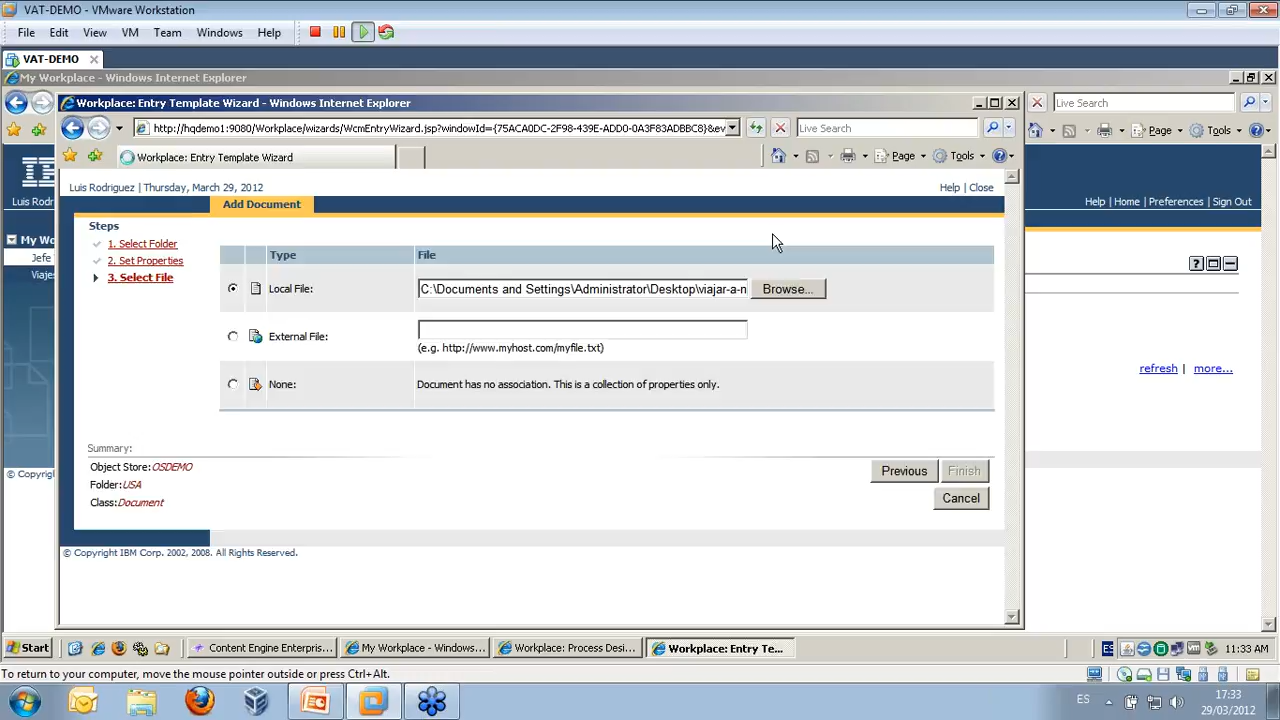 VAT-DEMO - VMware Workstation
File Edit View VM Team Windows Help
VAT-DEMO
My Workplace - Windows Internet Explorer
Workplace: Entry Template Wizard - Windows Internet Explorer
http://hqdemo1:9080/Workplace/wizards/WcmEntryWizard.jsp?windowId={75ACA0DC-2F98-439E-ADD0-0A3F83ADBBC8}&ev
Live Search
Live Search
Workplace: Entry Template Wizard
Page Tools
Page Tools
Luis Rodriguez | Thursday, March 29, 2012
Help | Close
Luis Rodr
Help | Home | Preferences | Sign Out
Add Document
Steps
1. Select Folder
2. Set Properties
3. Select File
My Wo
Jefe
Viajes
Type File
Local File: C:\Documents and Settings\Administrator\Desktop\viajar-a-n Browse...
External File:
(e.g. http://www.myhost.com/myfile.txt)
None: Document has no association. This is a collection of properties only.
refresh | more...
Summary:
Object Store:OSDEMO
Folder:USA
Class:Document
Previous Finish
Cancel
© Copyrigh
© Copyright IBM Corp. 2002, 2008. All Rights Reserved.
Start
Content Engine Enterpris...
My Workplace - Windows...
Workplace: Process Desi...
Workplace: Entry Te...
ES
11:33 AM
To return to your computer, move the mouse pointer outside or press Ctrl+Alt.
ES
17:33
29/03/2012